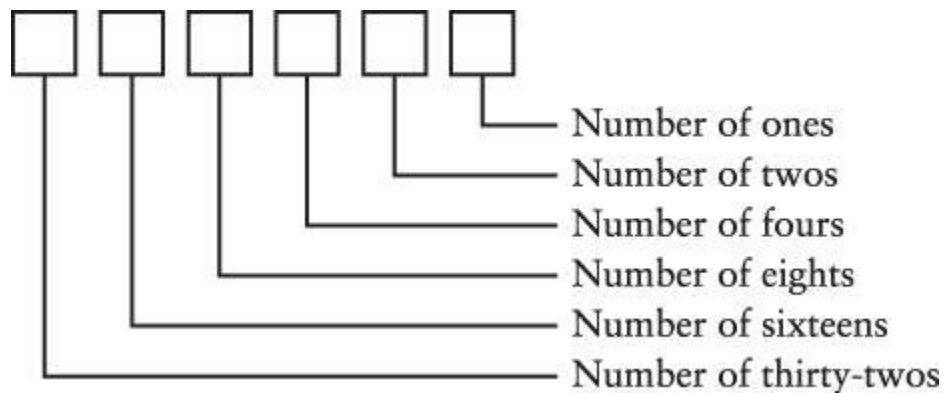 Number of ones
Number of twos
Number of fours
Number of eights
Number of sixteens
Number of thirty-twos